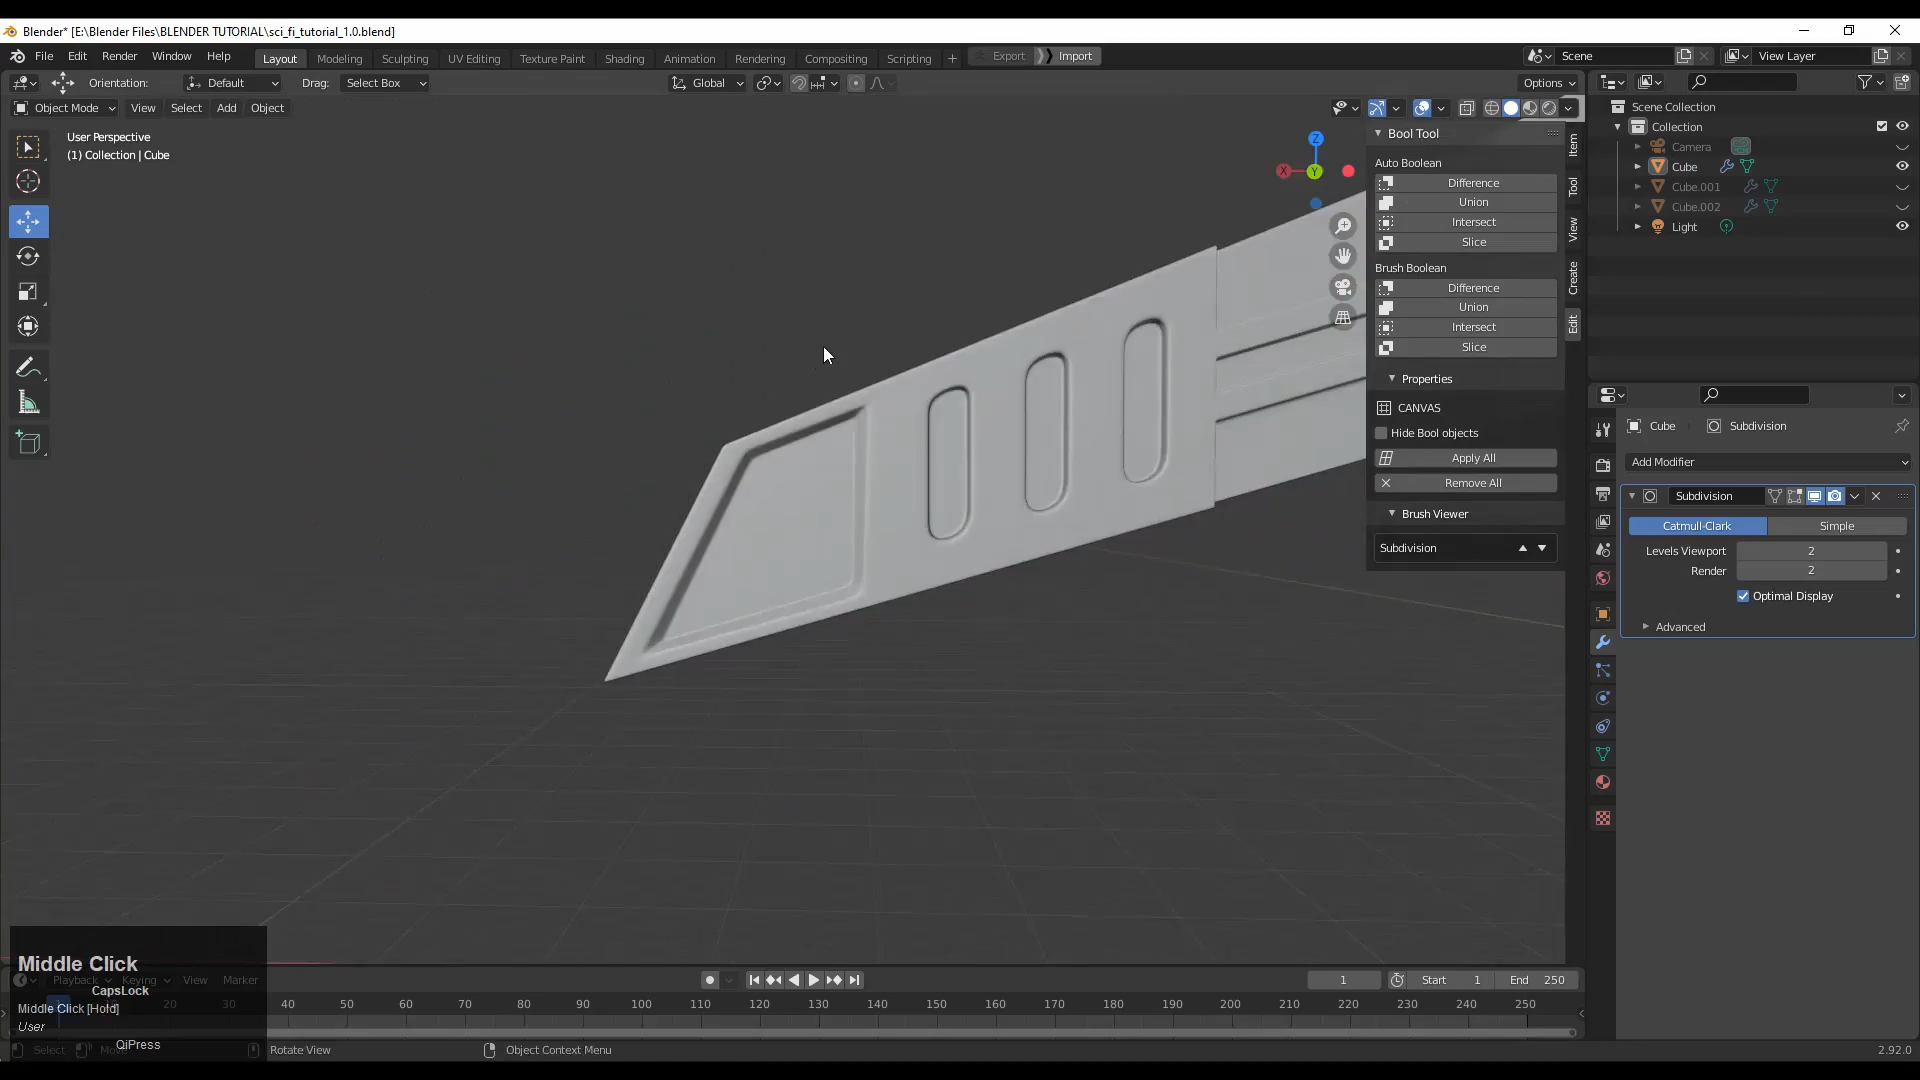 Blender* [E:\Blender Files\BLENDER TUTORIAL\sci_fi_tutorial_1.0.blend]
File Edit Render Window Help Layout Modeling Sculpting UV Editing Texture Paint Shading Animation Rendering Compositing Scripting + Export Import Scene View Layer
Orientation: Default Drag: Select Box Global Options
Object Mode View Select Add Object
User Perspective
(1) Collection | Cube
Z
X
Y
Bool Tool
Auto Boolean
Difference
Union
Intersect
Slice
Brush Boolean
Difference
Union
Intersect
Slice
Properties
CANVAS
Hide Bool objects
Apply All
Remove All
Brush Viewer
Subdivision
Item
Tool
View
Create
Edit
Scene Collection
Collection
Camera
Cube
Cube.001
Cube.002
Light
Cube Subdivision
Add Modifier
Subdivision
Catmull-Clark Simple
Levels Viewport 2
Render 2
Optimal Display
Advanced
Middle Click
CapsLock
Middle Click [Hold]
User
QiPress
Playback Keying View Marker
1 Start 1 End 250
1 20 30 40 50 60 70 80 90 100 110 120 130 140 150 160 170 180 190 200 210 220 230 240 250
Select Move Rotate View Object Context Menu 2.92.0